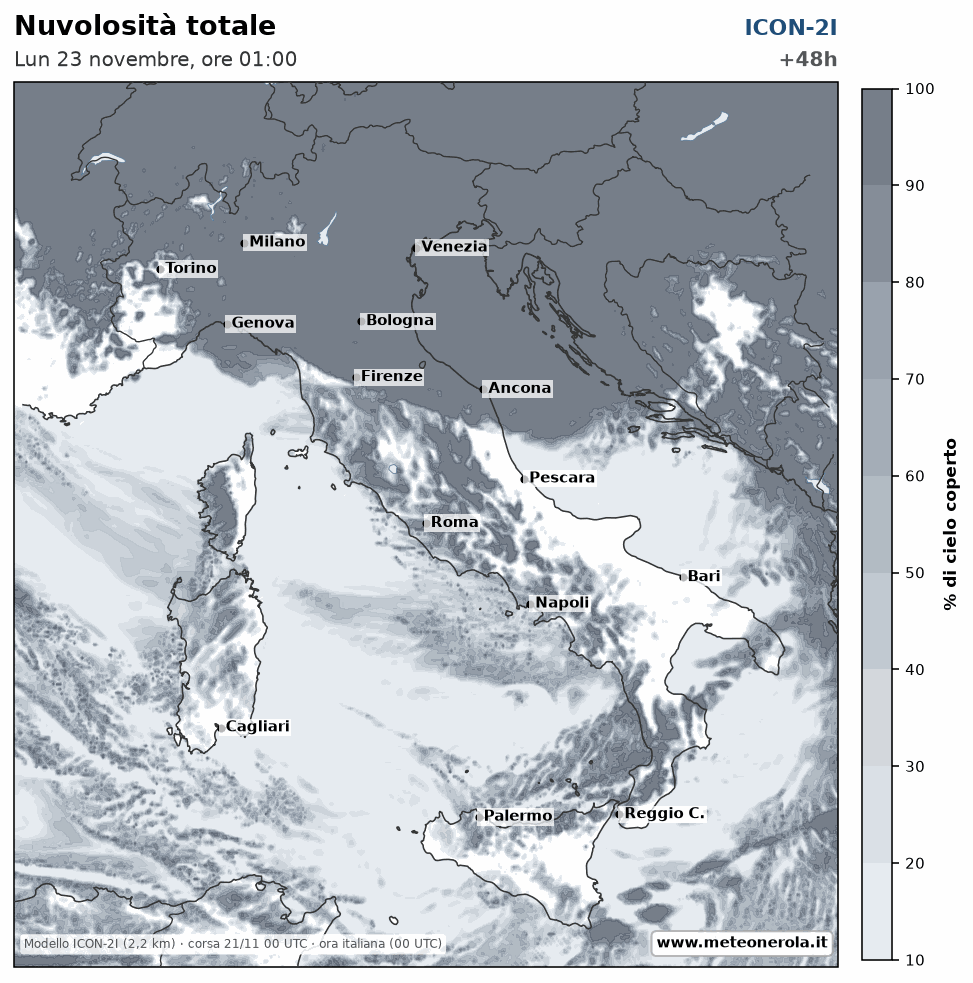 Nuvolosità totale
ICON-2I
Lun 23 novembre, ore 01:00
+48h
100
90
80
70
60
50
40
30
20
10
% di cielo coperto
Milano
Venezia
Torino
Genova
Bologna
Firenze
Ancona
Pescara
Roma
Bari
Napoli
Cagliari
Palermo
Reggio C.
Modello ICON-2I (2,2 km) · corsa 21/11 00 UTC · ora italiana (00 UTC)
www.meteonerola.it